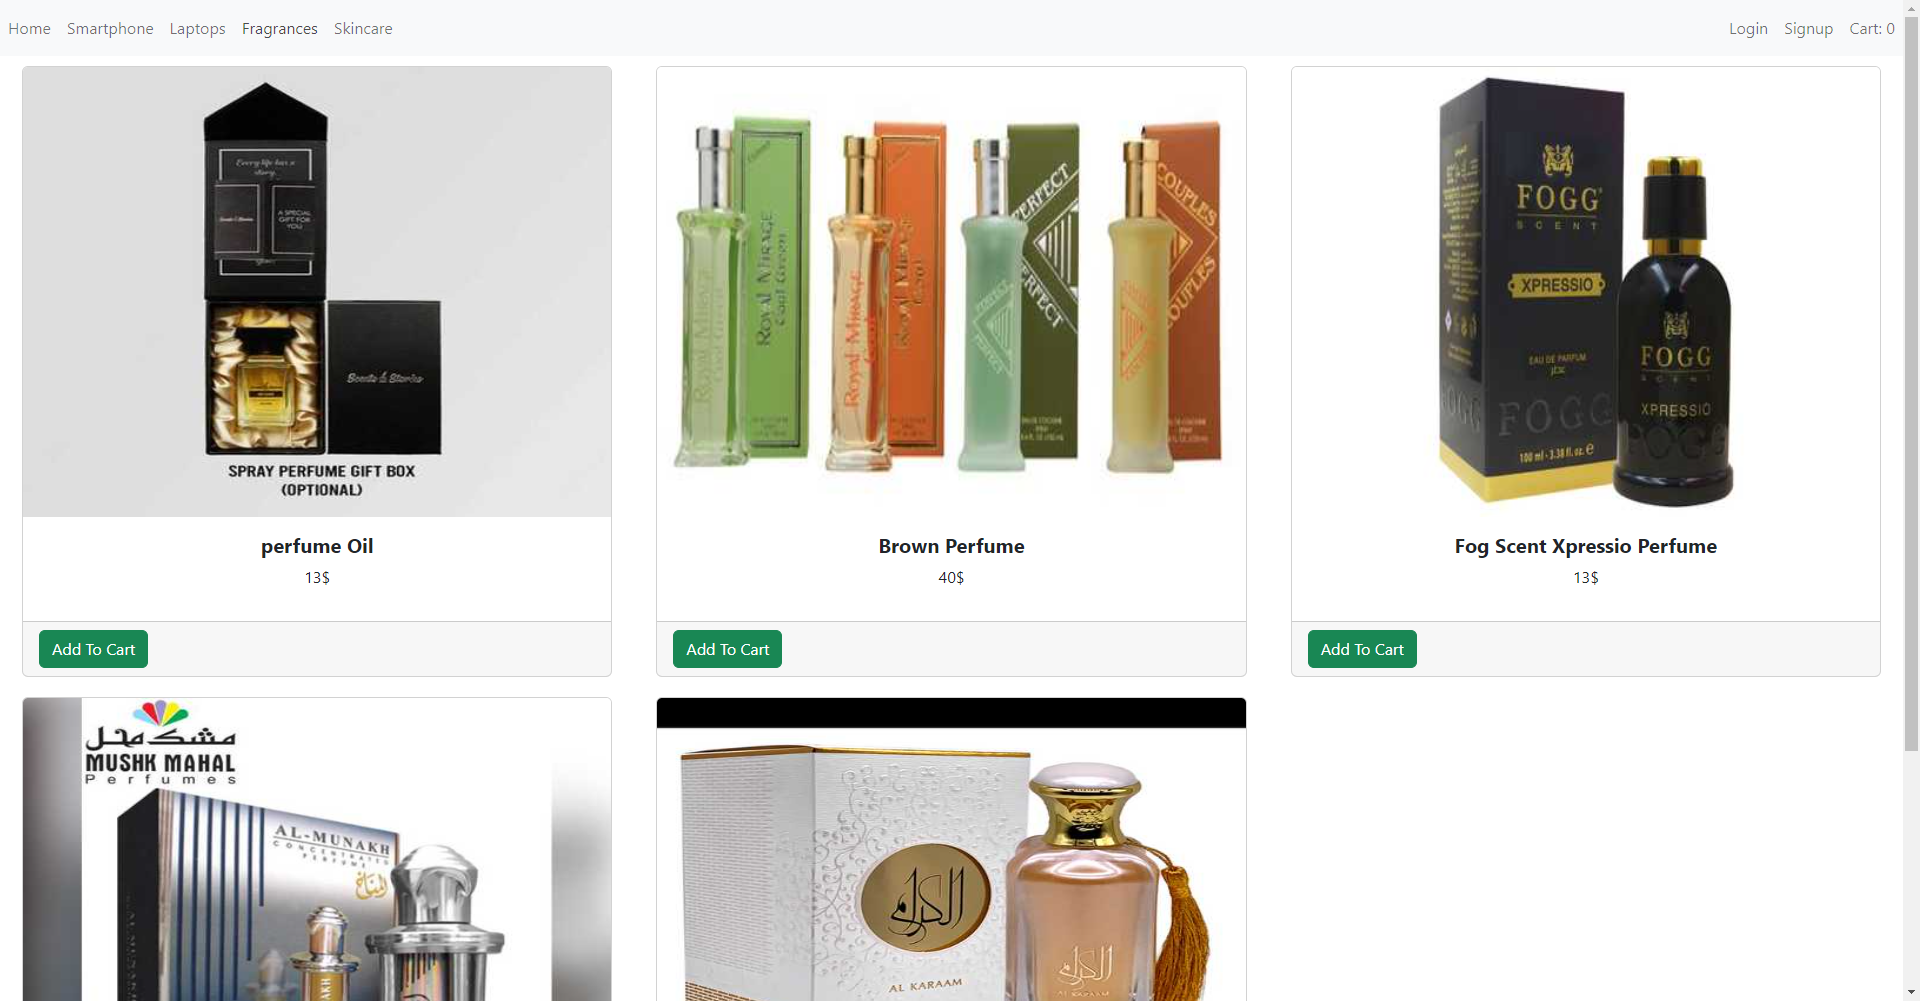 Home Smartphone Laptops Fragrances Skincare Login Signup Cart: 0
Every life has a
story
A SPECIAL
GIFT FOR
YOU
Scents & Stories
SPRAY PERFUME GIFT BOX
(OPTIONAL)
perfume Oil
13$
Add To Cart
ROYAL MIRAGE
Cool Green
ROYAL MIRAGE
PERFECT
PERFECT
COUPLES
COUPLES
Brown Perfume
40$
Add To Cart
FOGG
SCENT
XPRESSIO
EAU DE PARFUM
FOGG
100 ml - 3.38 fl. oz. e
FOGG
SCENT
XPRESSIO
FOGG
Fog Scent Xpressio Perfume
13$
Add To Cart
مشك محل
MUSHK MAHAL
Perfumes
AL-MUNAKH
CONCENTRATED
PERFUME
المناخ
الكرام
AL KARAAM
الكرام
AL KARAAM